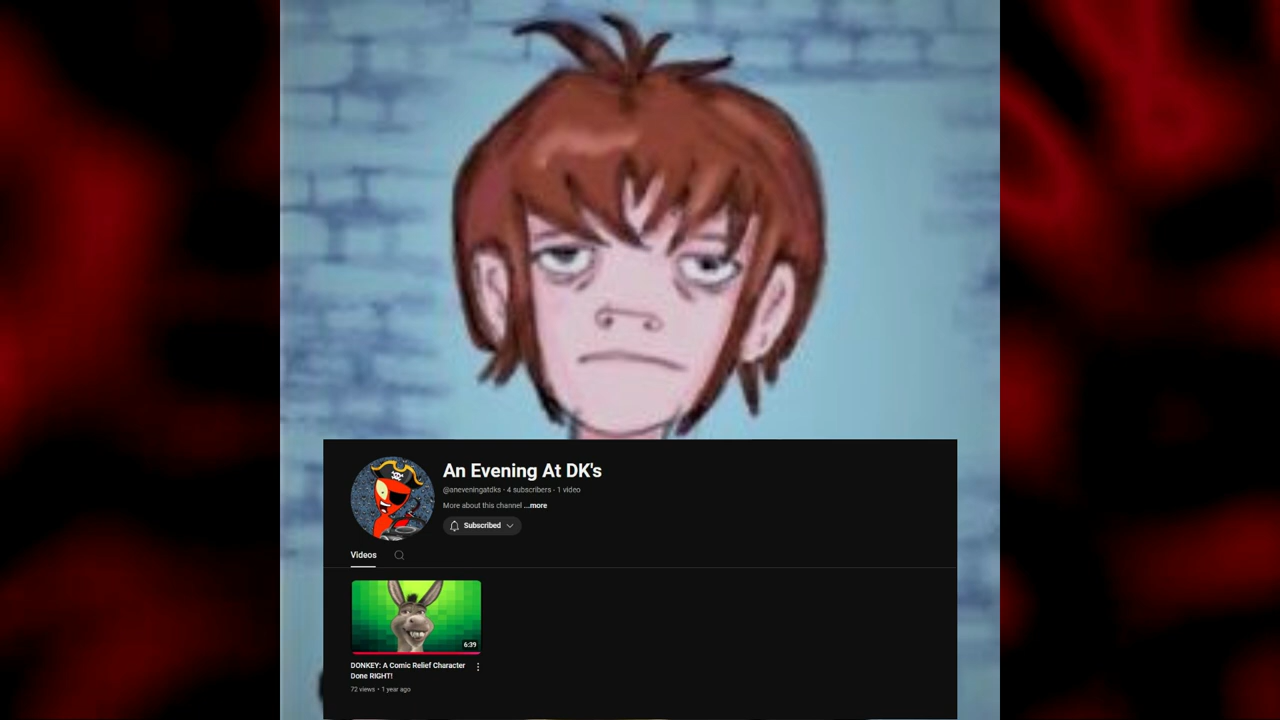 An Evening At DK's
@aneveningatdks · 4 subscribers · 1 video
More about this channel ...more
Subscribed
Videos
6:39
DONKEY: A Comic Relief Character
Done RIGHT!
72 views · 1 year ago